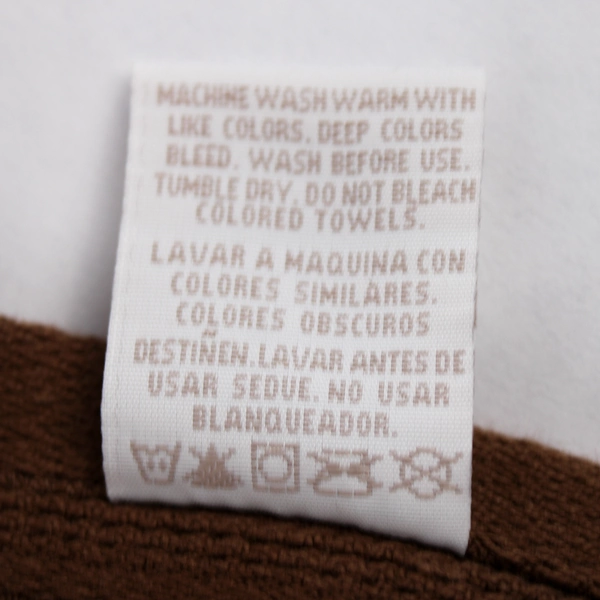 MACHINE WASH WARM WITH
LIKE COLORS. DEEP COLORS
BLEED. WASH BEFORE USE.
TUMBLE DRY. DO NOT BLEACH
COLORED TOWELS.
LAVAR A MAQUINA CON
COLORES SIMILARES.
COLORES OBSCUROS
DESTIÑEN. LAVAR ANTES DE
USAR SEDUE. NO USAR
BLANQUEADOR.